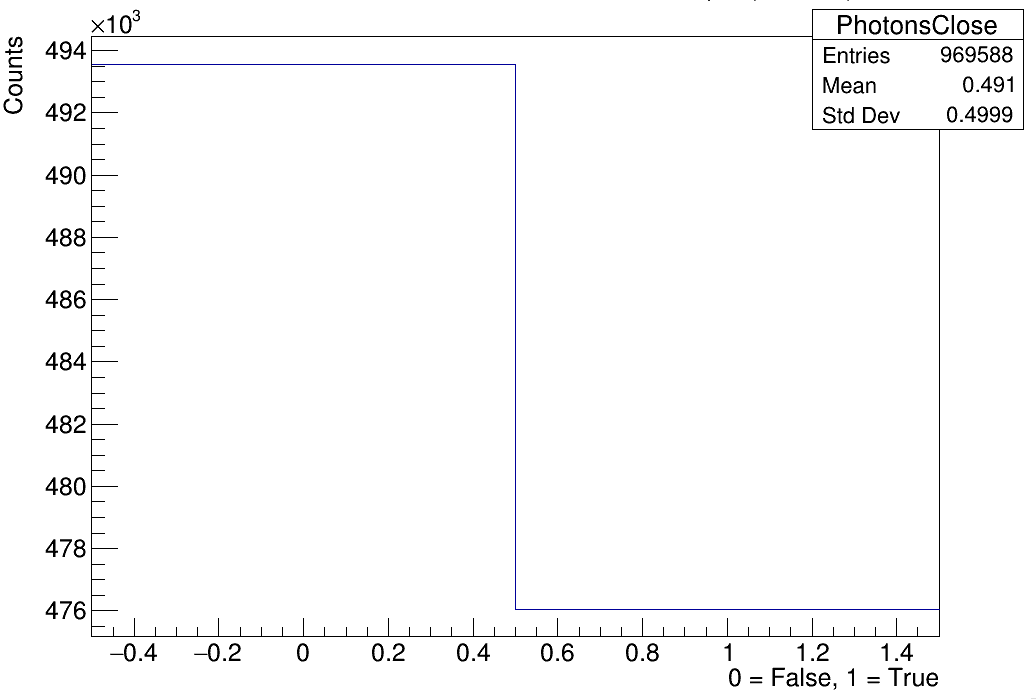 ×10³
PhotonsClose
Entries 969588
Mean 0.491
Std Dev 0.4999
Counts
494
492
490
488
486
484
482
480
478
476
−0.4 −0.2 0 0.2 0.4 0.6 0.8 1 1.2 1.4
0 = False, 1 = True